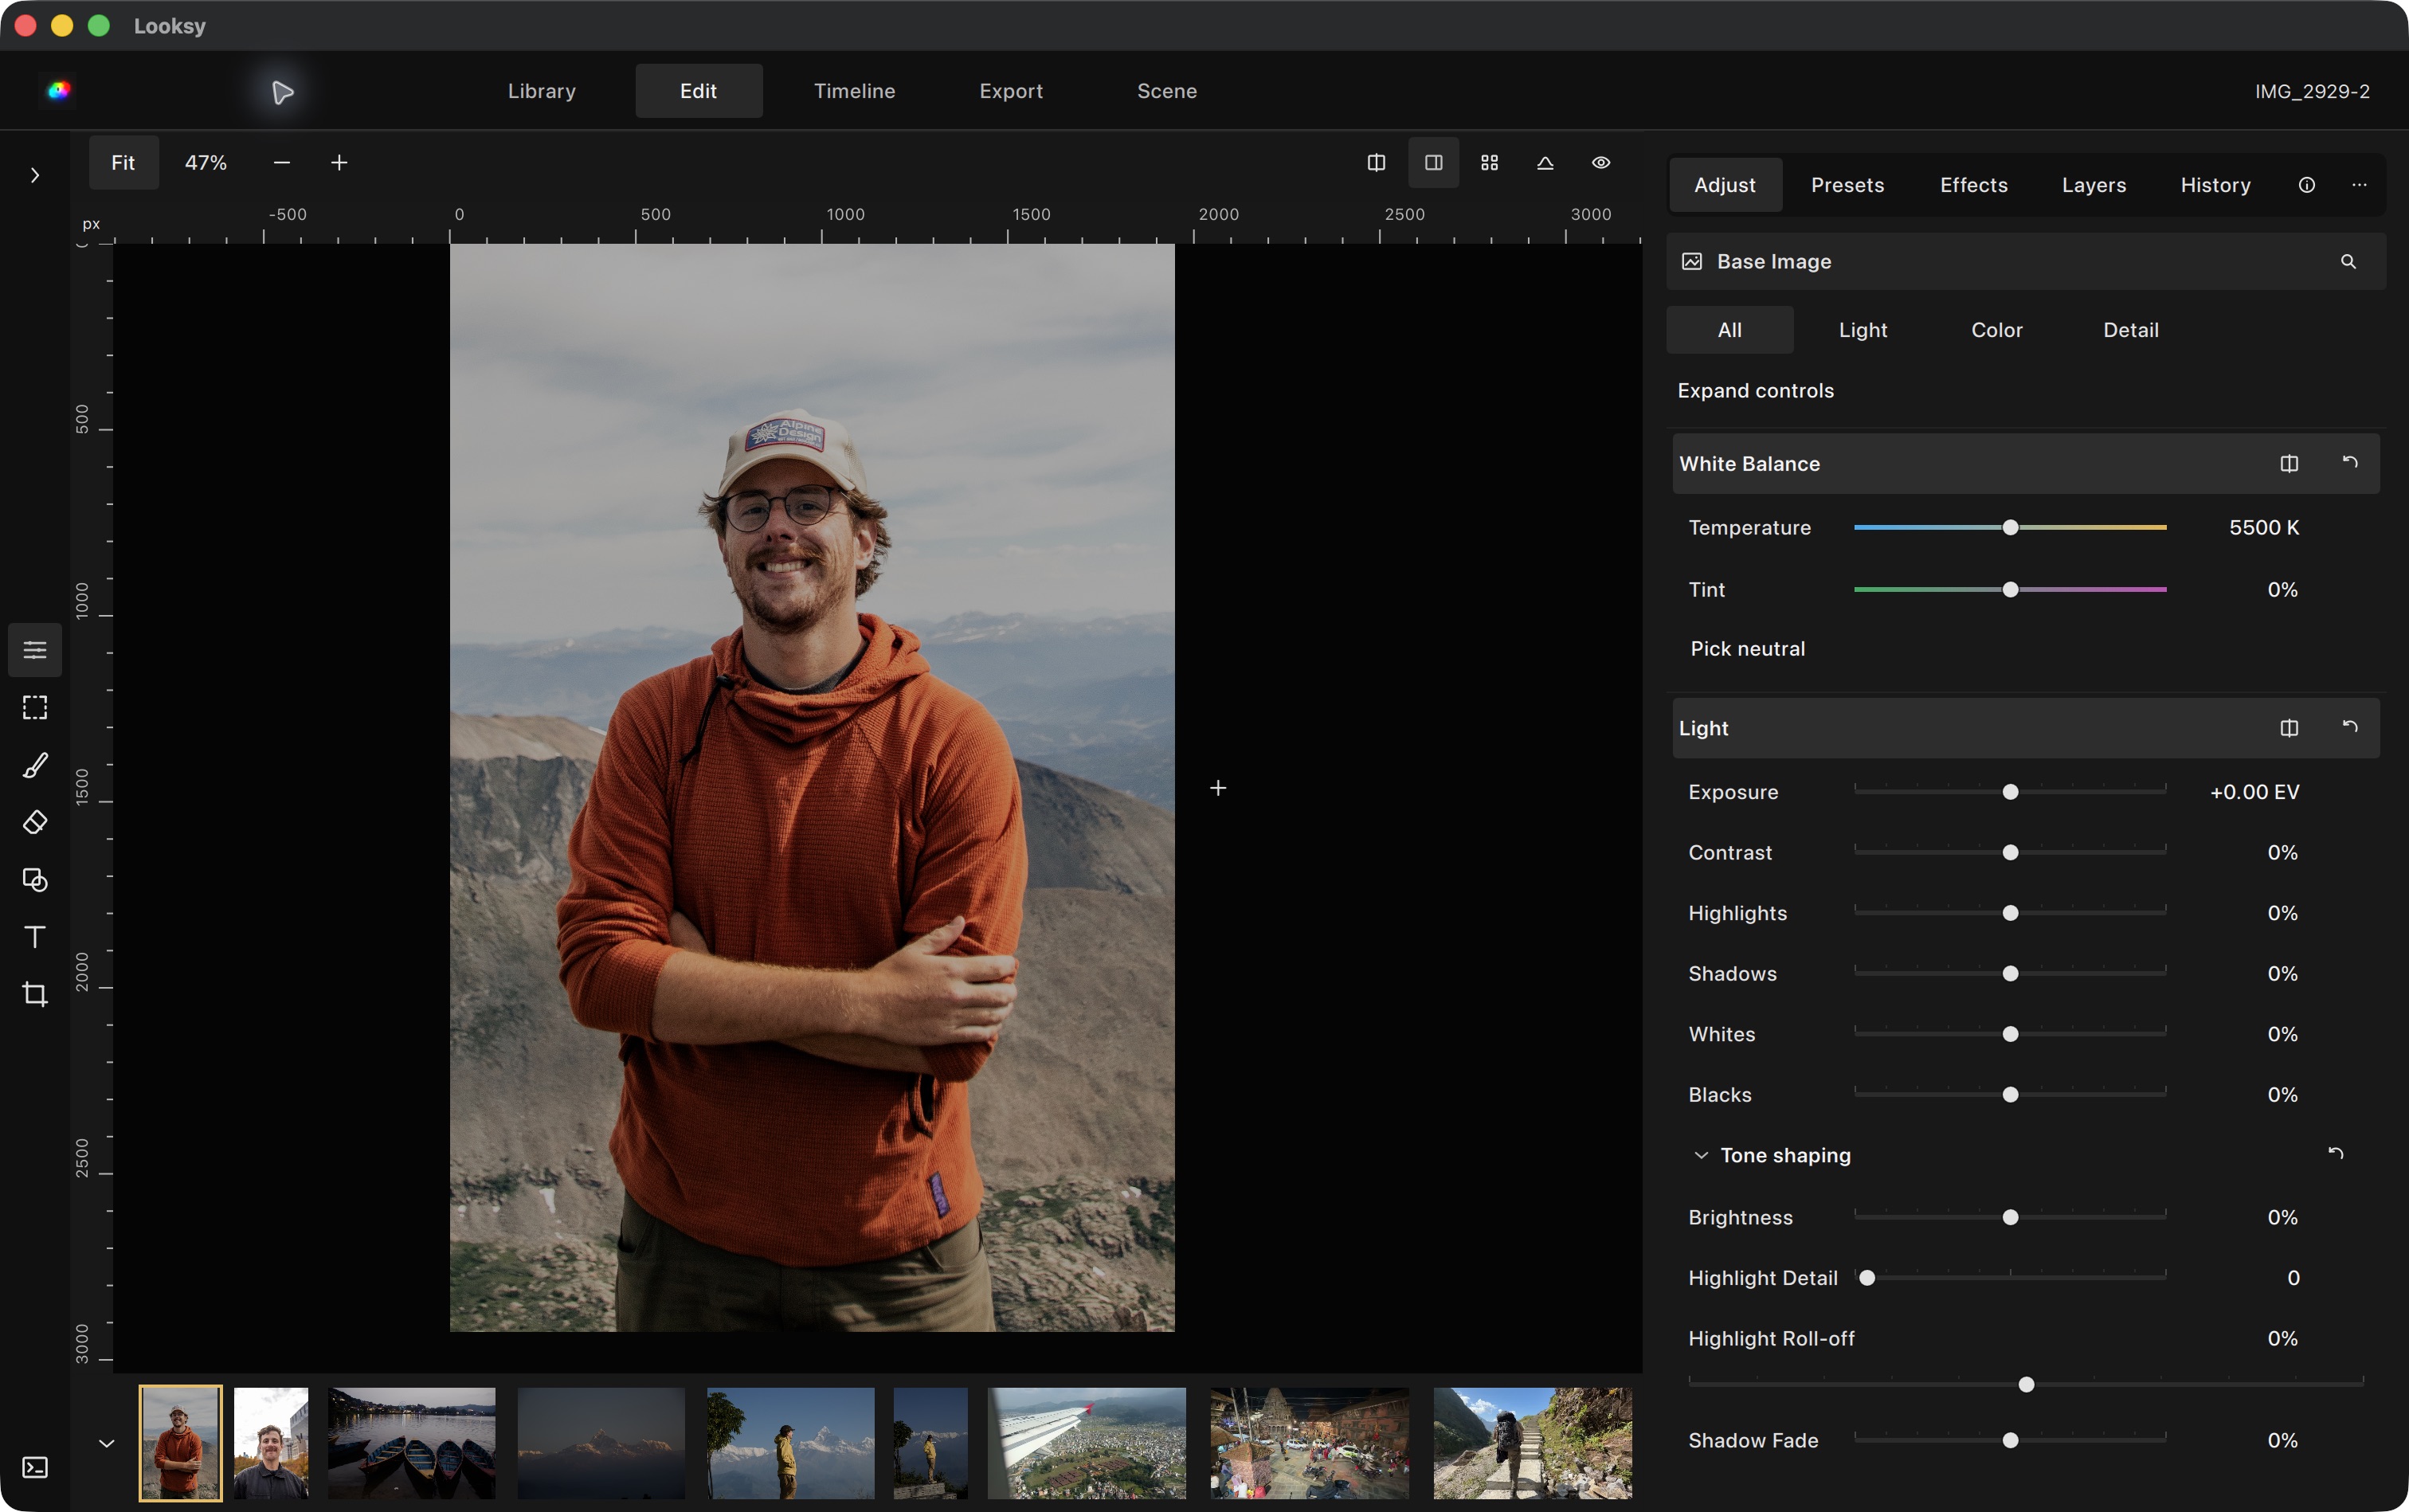 Looksy
Library Edit Timeline Export Scene
IMG_2929-2
Fit 47%
Adjust Presets Effects Layers History
px -500 0 500 1000 1500 2000 2500 3000
500
1000
1500
2000
2500
3000
Alpine
Design
Base Image
All Light Color Detail
Expand controls
White Balance
Temperature 5500 K
Tint 0%
Pick neutral
Light
Exposure +0.00 EV
Contrast 0%
Highlights 0%
Shadows 0%
Whites 0%
Blacks 0%
Tone shaping
Brightness 0%
Highlight Detail 0
Highlight Roll-off 0%
Shadow Fade 0%